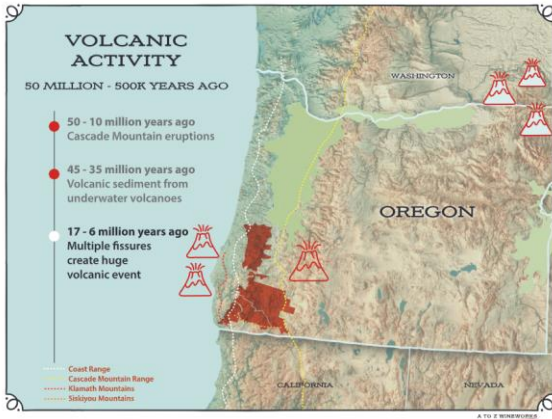 VOLCANIC
ACTIVITY
50 MILLION - 500K YEARS AGO
50 - 10 million years ago
Cascade Mountain eruptions
45 - 35 million years ago
Volcanic sediment from
underwater volcanoes
17 - 6 million years ago
Multiple fissures
create huge
volcanic event
WASHINGTON
OREGON
Coast Range
Cascade Mountain Range
Klamath Mountains
Siskiyou Mountains
CALIFORNIA
NEVADA
A TO Z WINEWORKS